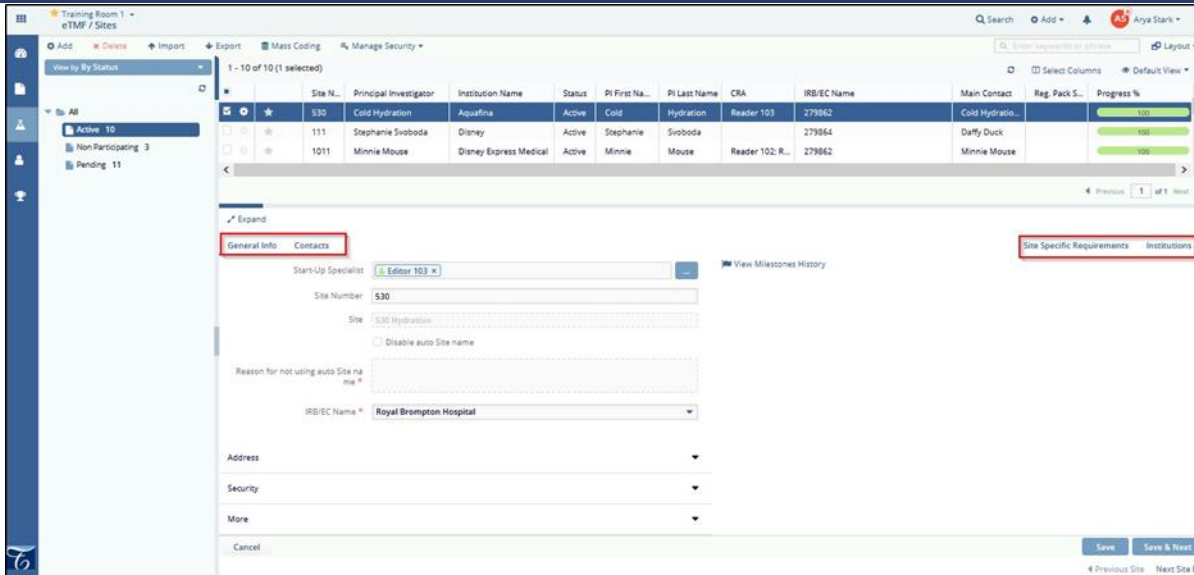 Training Room 1
eTMF / Sites
Search Add AS Arya Stark
Add Delete Import Export Mass Coding Manage Security Enter keywords or phrase Layout
View by By Status
1 - 10 of 10 (1 selected) Select Columns Default View
All
Active 10
Non Participating 3
Pending 11
Site N... Principal Investigator Institution Name Status PI First Na... PI Last Name CRA IRB/EC Name Main Contact Reg. Pack S... Progress %
530 Cold Hydration Aquafina Active Cold Hydration Reader 103 279862 Cold Hydratio... 100
111 Stephanie Svoboda Disney Active Stephanie Svoboda 279864 Daffy Duck 100
1011 Minnie Mouse Disney Express Medical Active Minnie Mouse Reader 102; R... 279862 Minnie Mouse 100
Previous 1 of 1 Next
Expand
General Info Contacts Site Specific Requirements Institutions
Start-Up Specialist Editor 103 × ... View Milestones History
Site Number 530
Site 530 Hydration
Disable auto Site name
Reason for not using auto Site na
me *
IRB/EC Name * Royal Brompton Hospital
Address
Security
More
Cancel Save Save & Next
Previous Site Next Site